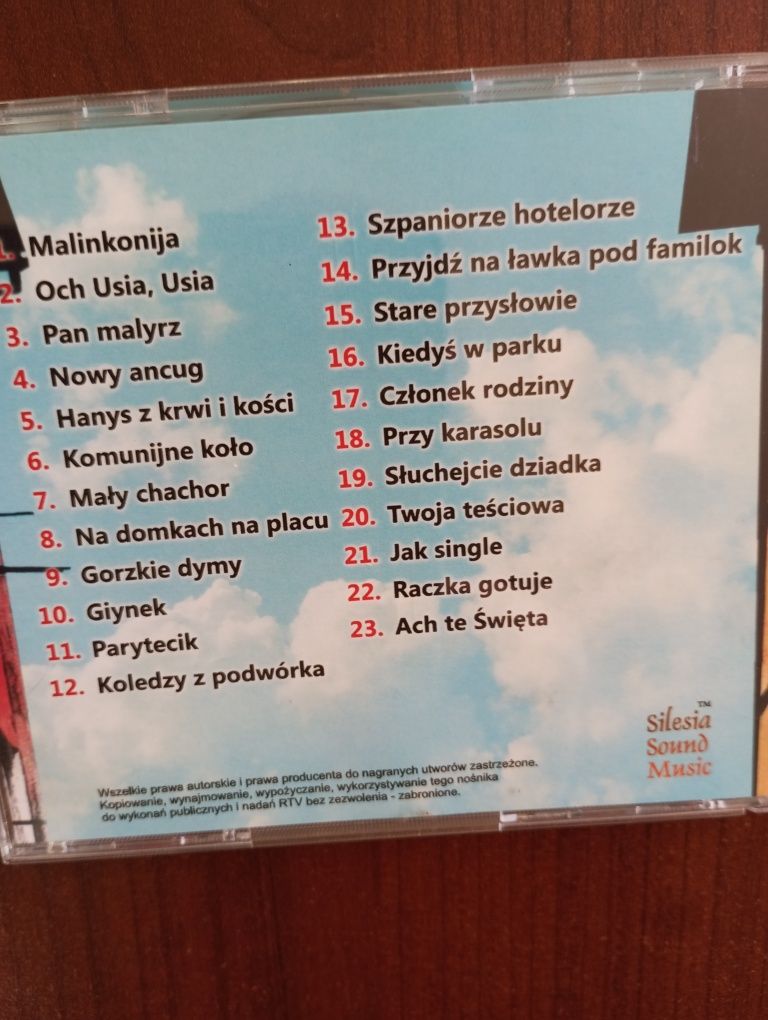 1. Malinkonija
2. Och Usia, Usia
3. Pan malyrz
4. Nowy ancug
5. Hanys z krwi i kości
6. Komunijne koło
7. Mały chachor
8. Na domkach na placu
9. Gorzkie dymy
10. Giynek
11. Parytecik
12. Koledzy z podwórka
13. Szpaniorze hotelorze
14. Przyjdź na ławka pod familok
15. Stare przysłowie
16. Kiedyś w parku
17. Członek rodziny
18. Przy karasolu
19. Słuchejcie dziadka
20. Twoja teściowa
21. Jak single
22. Raczka gotuje
23. Ach te Święta
Wszelkie prawa autorskie i prawa producenta do nagranych utworów zastrzeżone.
Kopiowanie, wynajmowanie, wypożyczanie, wykorzystywanie tego nośnika
do wykonań publicznych i nadań RTV bez zezwolenia - zabronione.
Silesia™
Sound
Music